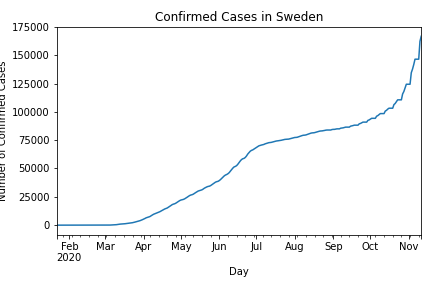 Confirmed Cases in Sweden
175000
150000
125000
100000
75000
50000
25000
0
Number of Confirmed Cases
Feb Mar Apr May Jun Jul Aug Sep Oct Nov
2020
Day